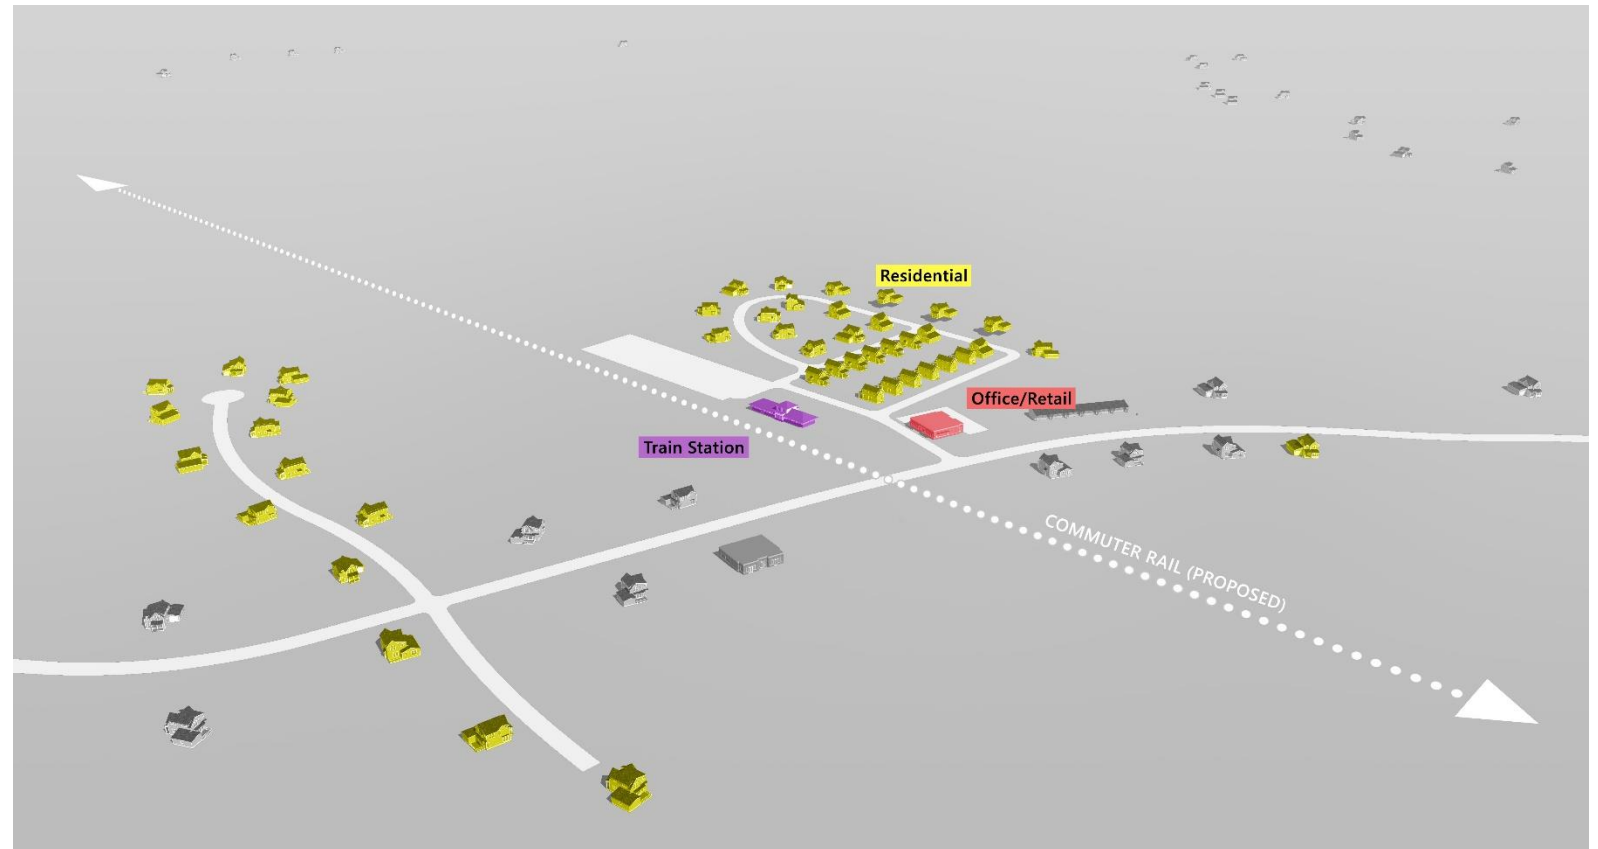 Residential
Office/Retail
Train Station
COMMUTER RAIL (PROPOSED)